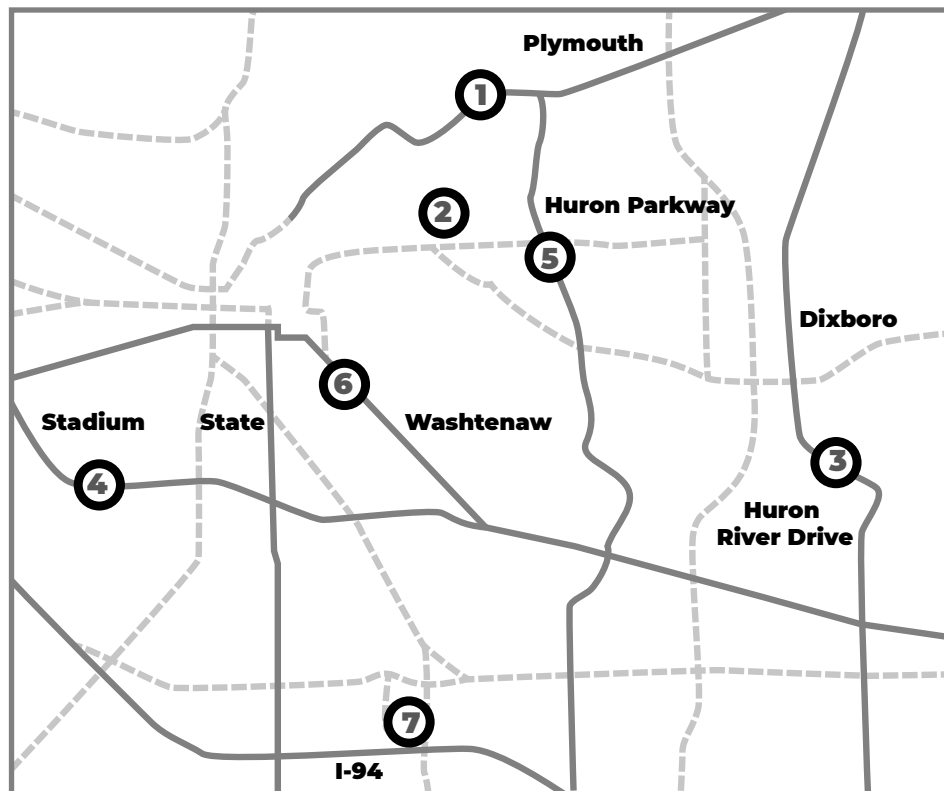 Plymouth
1
2
Huron Parkway
5
Dixboro
6
Stadium
State
Washtenaw
3
4
Huron
River Drive
7
I-94